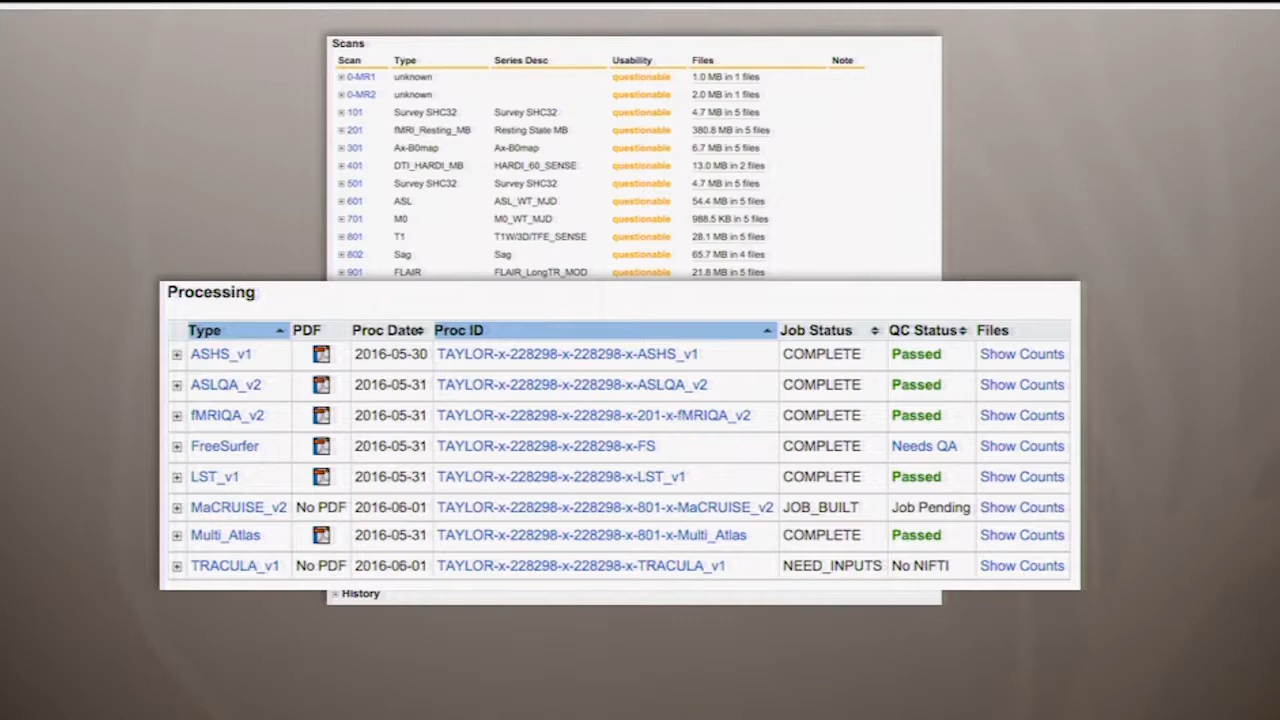 Scans
Scan Type Series Desc Usability Files Note
0-MR1 unknown questionable 1.0 MB in 1 files
0-MR2 unknown questionable 2.0 MB in 1 files
101 Survey SHC32 Survey SHC32 questionable 4.7 MB in 5 files
201 fMRI_Resting_MB Resting State MB questionable 380.8 MB in 5 files
301 Ax-B0map Ax-B0map questionable 6.7 MB in 5 files
401 DTI_HARDI_MB HARDI_60_SENSE questionable 13.0 MB in 2 files
501 Survey SHC32 Survey SHC32 questionable 4.7 MB in 5 files
601 ASL ASL_WT_MJD questionable 54.4 MB in 5 files
701 M0 M0_WT_MJD questionable 988.5 KB in 5 files
801 T1 T1W/3D/TFE_SENSE questionable 28.1 MB in 5 files
802 Sag Sag questionable 65.7 MB in 4 files
901 FLAIR FLAIR_LongTR_MOD questionable 21.8 MB in 5 files
Processing
Type PDF Proc Date Proc ID Job Status QC Status Files
ASHS_v1 2016-05-30 TAYLOR-x-228298-x-228298-x-ASHS_v1 COMPLETE Passed Show Counts
ASLQA_v2 2016-05-31 TAYLOR-x-228298-x-228298-x-ASLQA_v2 COMPLETE Passed Show Counts
fMRIQA_v2 2016-05-31 TAYLOR-x-228298-x-228298-x-201-x-fMRIQA_v2 COMPLETE Passed Show Counts
FreeSurfer 2016-05-31 TAYLOR-x-228298-x-228298-x-FS COMPLETE Needs QA Show Counts
LST_v1 2016-05-31 TAYLOR-x-228298-x-228298-x-LST_v1 COMPLETE Passed Show Counts
MaCRUISE_v2 No PDF 2016-06-01 TAYLOR-x-228298-x-228298-x-801-x-MaCRUISE_v2 JOB_BUILT Job Pending Show Counts
Multi_Atlas 2016-05-31 TAYLOR-x-228298-x-228298-x-801-x-Multi_Atlas COMPLETE Passed Show Counts
TRACULA_v1 No PDF 2016-06-01 TAYLOR-x-228298-x-228298-x-TRACULA_v1 NEED_INPUTS No NIFTI Show Counts
History